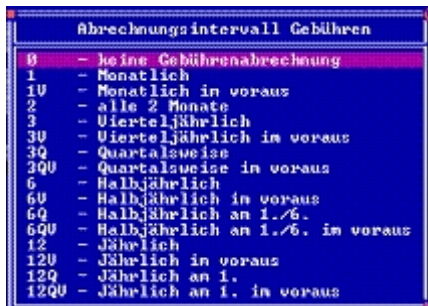 Abrechnungsintervall Gebühren
0 - keine Gebührenabrechnung
1 - Monatlich
1V - Monatlich im voraus
2 - alle 2 Monate
3 - Vierteljährlich
3V - Vierteljährlich im voraus
3Q - Quartalsweise
3QV - Quartalsweise im voraus
6 - Halbjährlich
6V - Halbjährlich im voraus
6Q - Halbjährlich am 1./6.
6QV - Halbjährlich am 1./6. im voraus
12 - Jährlich
12V - Jährlich im voraus
12Q - Jährlich am 1.
12QV - Jährlich am 1. im voraus